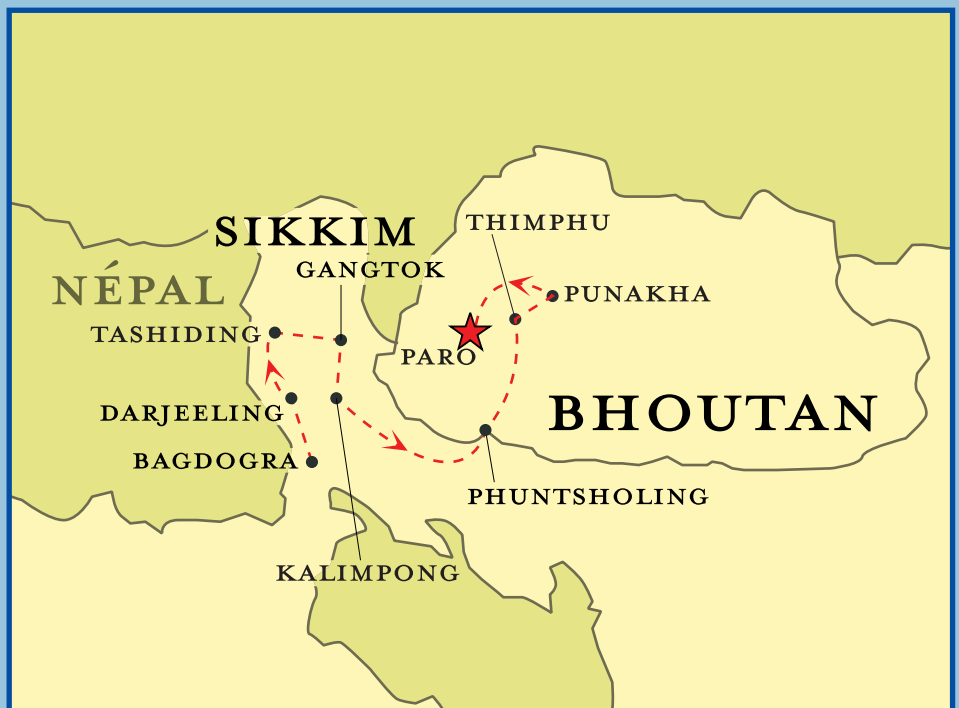 SIKKIM
THIMPHU
GANGTOK
NÉPAL
PUNAKHA
TASHIDING
PARO
DARJEELING
BHOUTAN
BAGDOGRA
PHUNTSHOLING
KALIMPONG